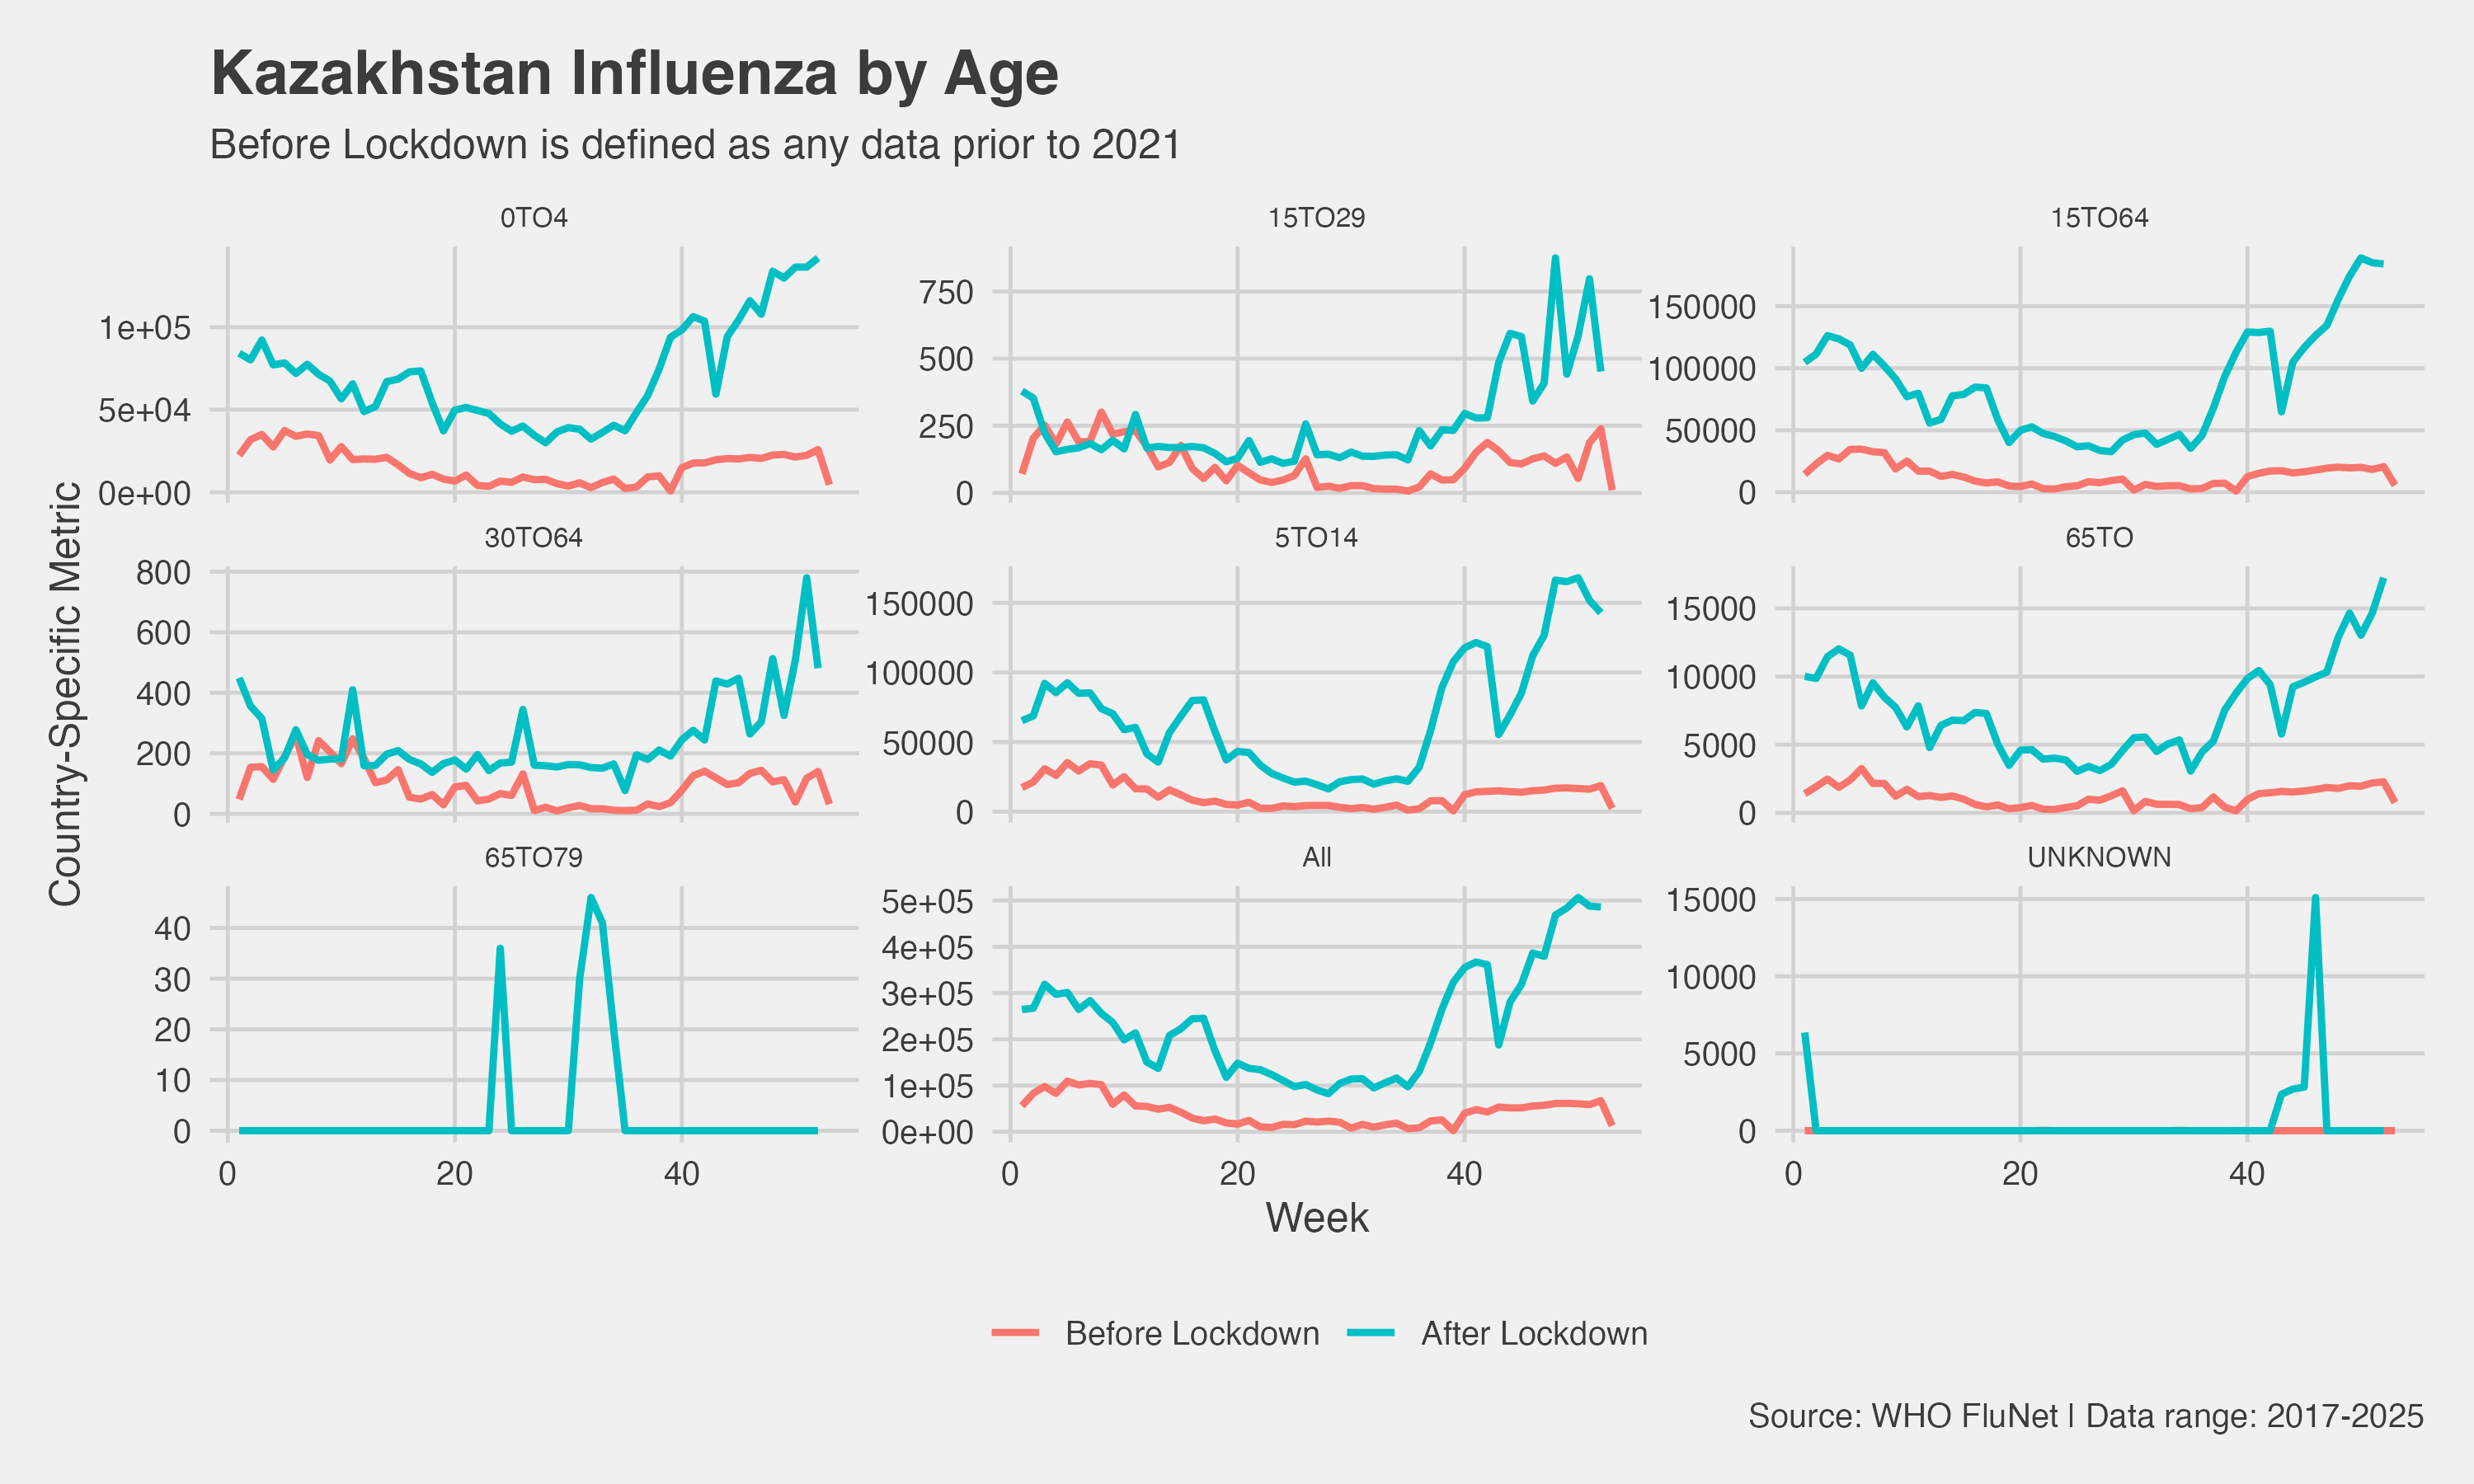 Kazakhstan Influenza by Age
Before Lockdown is defined as any data prior to 2021
Country-Specific Metric
0TO4
1e+05
5e+04
0e+00
15TO29
750
500
250
0
15TO64
150000
100000
50000
0
30TO64
800
600
400
200
0
5TO14
150000
100000
50000
0
65TO
15000
10000
5000
0
65TO79
40
30
20
10
0
0 20 40
All
5e+05
4e+05
3e+05
2e+05
1e+05
0e+00
0 20 40
UNKNOWN
15000
10000
5000
0
0 20 40
Week
Before Lockdown After Lockdown
Source: WHO FluNet | Data range: 2017-2025